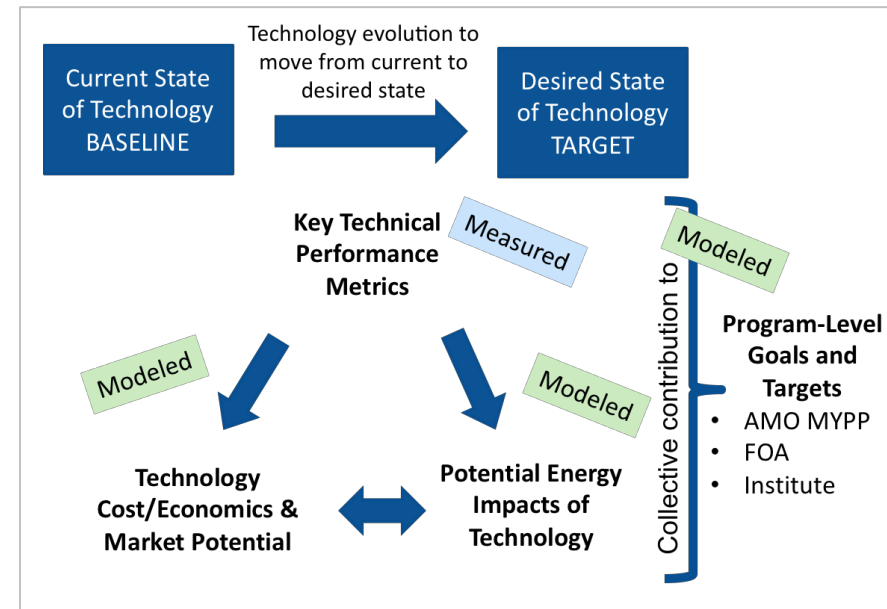 Current State
of Technology
BASELINE
Technology evolution to
move from current to
desired state
Desired State
of Technology
TARGET
Key Technical
Performance
Metrics
Measured
Modeled
Modeled
Technology
Cost/Economics &
Market Potential
Potential Energy
Impacts of
Technology
Collective contribution to
Modeled
Program-Level
Goals and
Targets
• AMO MYPP
• FOA
• Institute